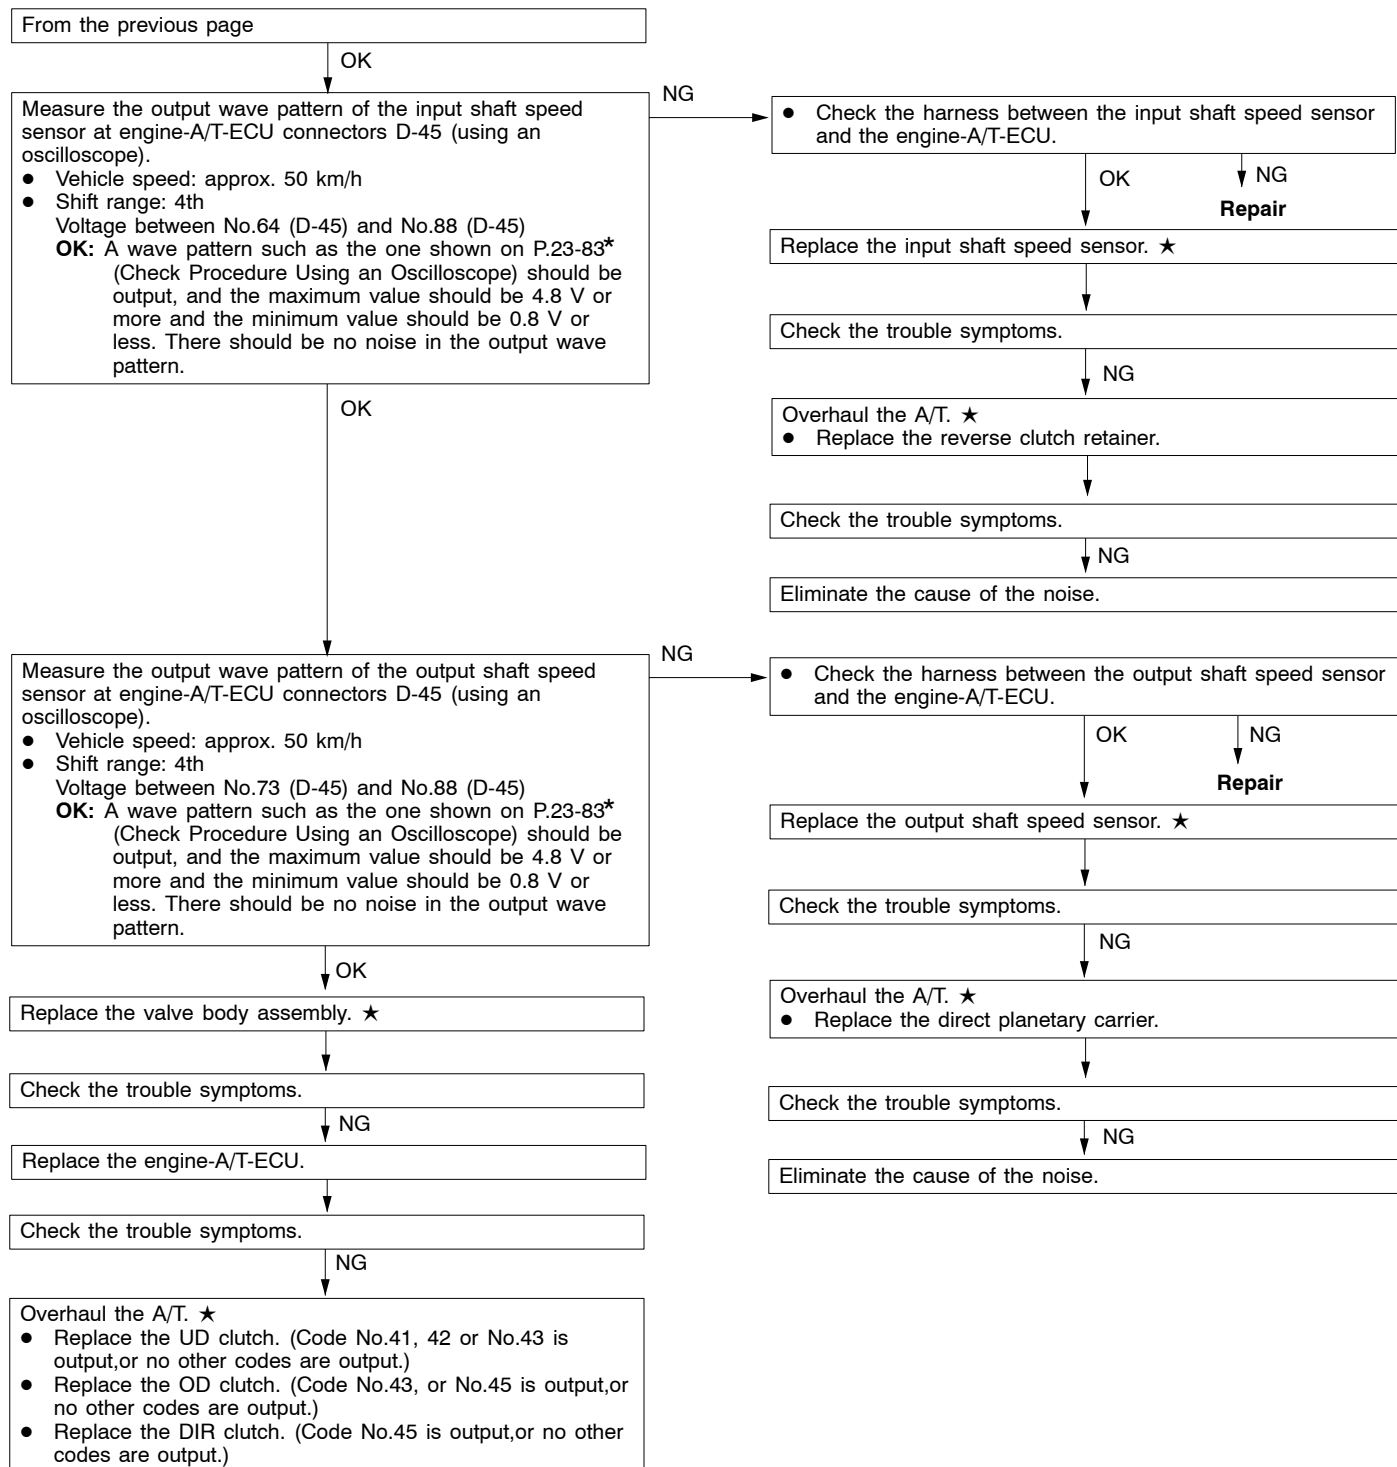 From the previous page
OK
Measure the output wave pattern of the input shaft speed
sensor at engine-A/T-ECU connectors D-45 (using an
oscilloscope).
● Vehicle speed: approx. 50 km/h
● Shift range: 4th
Voltage between No.64 (D-45) and No.88 (D-45)
OK: A wave pattern such as the one shown on P.23-83*
(Check Procedure Using an Oscilloscope) should be
output, and the maximum value should be 4.8 V or
more and the minimum value should be 0.8 V or
less. There should be no noise in the output wave
pattern.
NG
● Check the harness between the input shaft speed sensor
and the engine-A/T-ECU.
OK
NG
Repair
Replace the input shaft speed sensor. ★
Check the trouble symptoms.
NG
Overhaul the A/T. ★
● Replace the reverse clutch retainer.
Check the trouble symptoms.
NG
Eliminate the cause of the noise.
OK
Measure the output wave pattern of the output shaft speed
sensor at engine-A/T-ECU connectors D-45 (using an
oscilloscope).
● Vehicle speed: approx. 50 km/h
● Shift range: 4th
Voltage between No.73 (D-45) and No.88 (D-45)
OK: A wave pattern such as the one shown on P.23-83*
(Check Procedure Using an Oscilloscope) should be
output, and the maximum value should be 4.8 V or
more and the minimum value should be 0.8 V or
less. There should be no noise in the output wave
pattern.
NG
● Check the harness between the output shaft speed sensor
and the engine-A/T-ECU.
OK
NG
Repair
Replace the output shaft speed sensor. ★
Check the trouble symptoms.
NG
Overhaul the A/T. ★
● Replace the direct planetary carrier.
Check the trouble symptoms.
NG
Eliminate the cause of the noise.
OK
Replace the valve body assembly. ★
Check the trouble symptoms.
NG
Replace the engine-A/T-ECU.
Check the trouble symptoms.
NG
Overhaul the A/T. ★
● Replace the UD clutch. (Code No.41, 42 or No.43 is
output,or no other codes are output.)
● Replace the OD clutch. (Code No.43, or No.45 is output,or
no other codes are output.)
● Replace the DIR clutch. (Code No.45 is output,or no other
codes are output.)